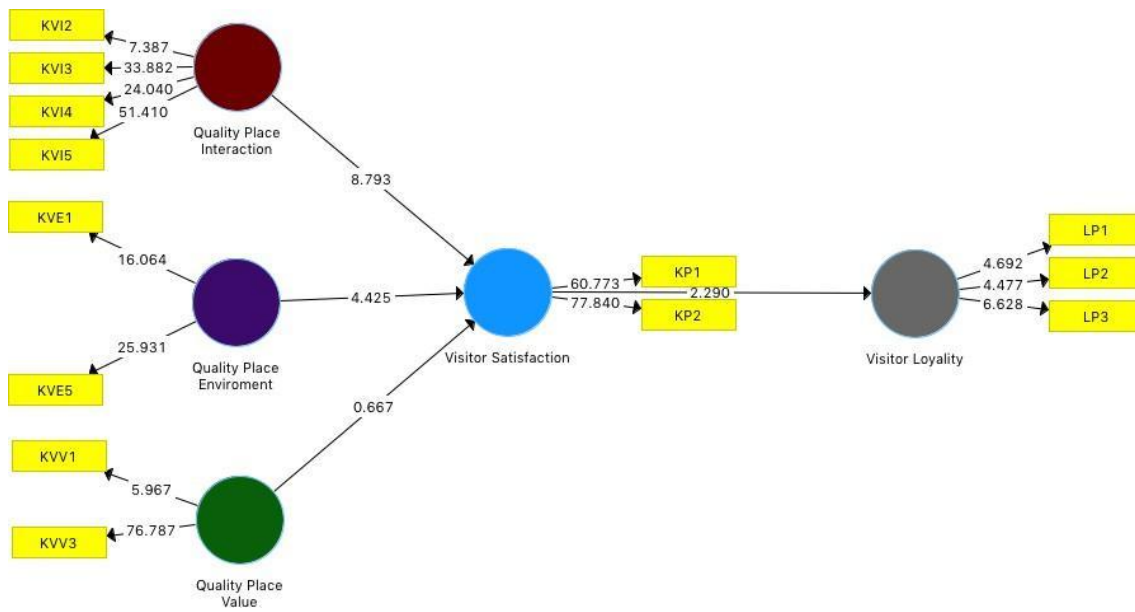 KVI2
7.387
KVI3
33.882
24.040
KVI4
51.410
KVI5
Quality Place
Interaction
8.793
KVE1
16.064
KVE5
25.931
Quality Place
Enviroment
4.425
KVV1
5.967
KVV3
76.787
Quality Place
Value
0.667
Visitor Satisfaction
60.773
KP1
2.290
77.840
KP2
Visitor Loyality
4.692
LP1
4.477
LP2
6.628
LP3